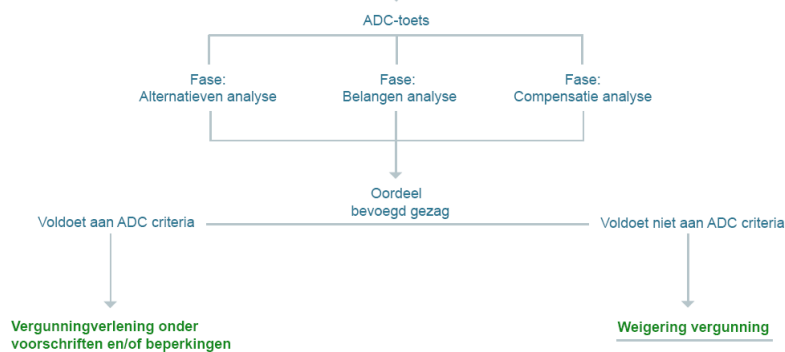 ADC-toets
Fase:
Alternatieven analyse
Fase:
Belangen analyse
Fase:
Compensatie analyse
Oordeel
bevoegd gezag
Voldoet aan ADC criteria
Voldoet niet aan ADC criteria
Vergunningverlening onder
voorschriften en/of beperkingen
Weigering vergunning